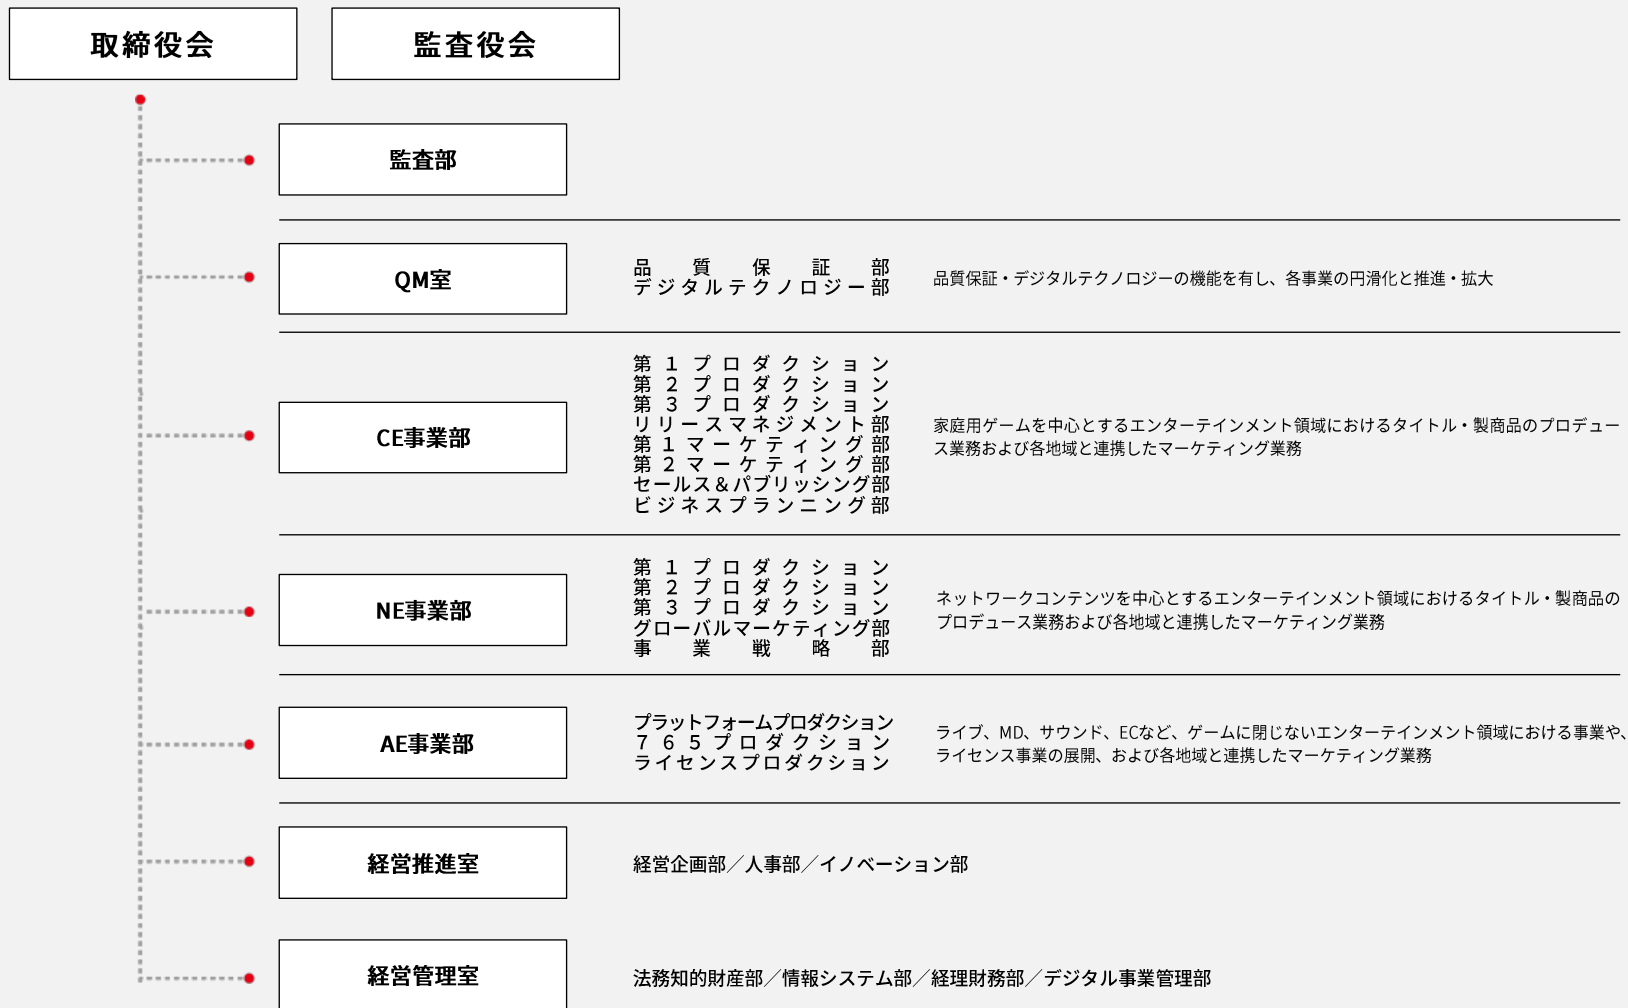 取締役会
監査役会
監査部
QM室
品質保証部
デジタルテクノロジー部
品質保証・デジタルテクノロジーの機能を有し、各事業の円滑化と推進・拡大
CE事業部
第1プロダクション
第2プロダクション
第3プロダクション
リリースマネジメント部
第1マーケティング部
第2マーケティング部
セールス&パブリッシング部
ビジネスプランニング部
家庭用ゲームを中心とするエンターテインメント領域におけるタイトル・製商品のプロデュー
ス業務および各地域と連携したマーケティング業務
NE事業部
第1プロダクション
第2プロダクション
第3プロダクション
グローバルマーケティング部
事業戦略部
ネットワークコンテンツを中心とするエンターテインメント領域におけるタイトル・製商品の
プロデュース業務および各地域と連携したマーケティング業務
AE事業部
プラットフォームプロダクション
765プロダクション
ライセンスプロダクション
ライブ、MD、サウンド、ECなど、ゲームに閉じないエンターテインメント領域における事業や、
ライセンス事業の展開、および各地域と連携したマーケティング業務
経営推進室
経営企画部／人事部／イノベーション部
経営管理室
法務知的財産部／情報システム部／経理財務部／デジタル事業管理部